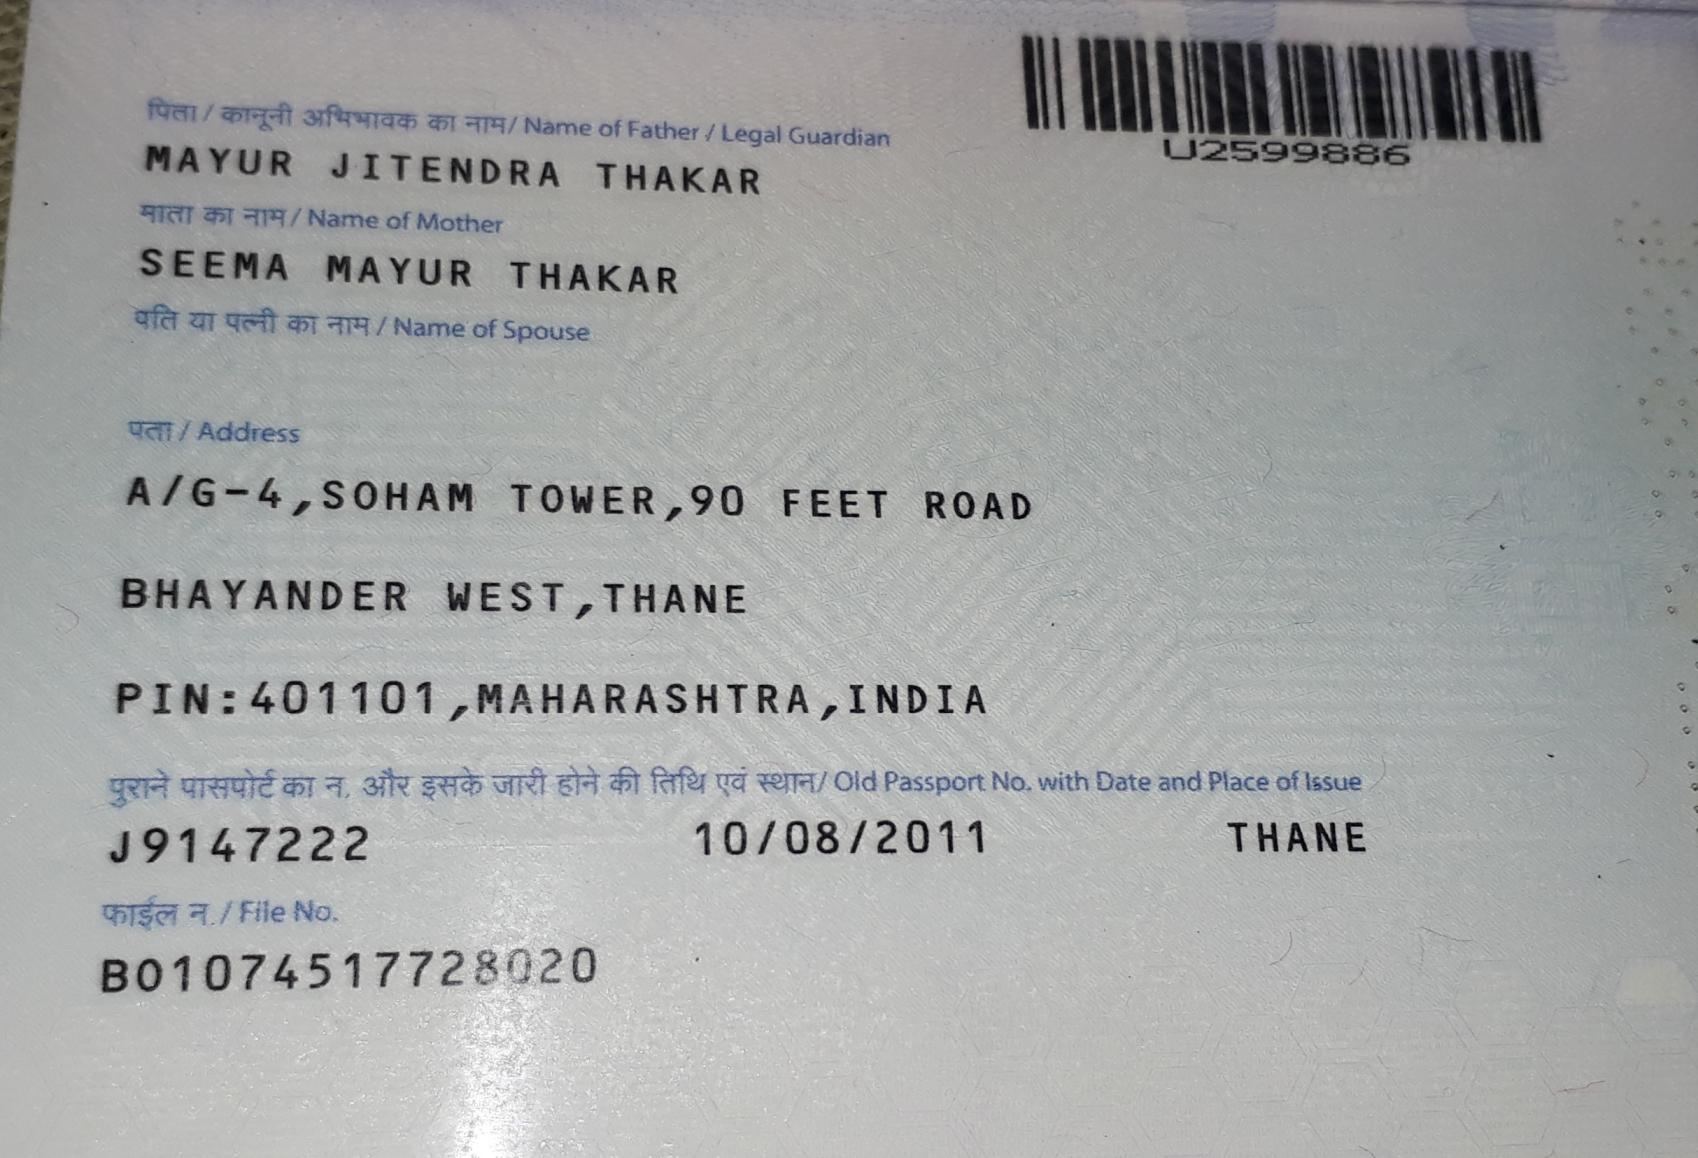 U2599886
पिता / कानूनी अभिभावक का नाम/ Name of Father / Legal Guardian
MAYUR JITENDRA THAKAR
माता का नाम/ Name of Mother
SEEMA MAYUR THAKAR
पति या पत्नी का नाम / Name of Spouse
पता / Address
A/G-4,SOHAM TOWER,90 FEET ROAD
BHAYANDER WEST,THANE
PIN:401101,MAHARASHTRA,INDIA
पुराने पासपोर्ट का न. और इसके जारी होने की तिथि एवं स्थान/ Old Passport No. with Date and Place of Issue
J9147222 10/08/2011 THANE
फाईल न. / File No.
BO1074517728020